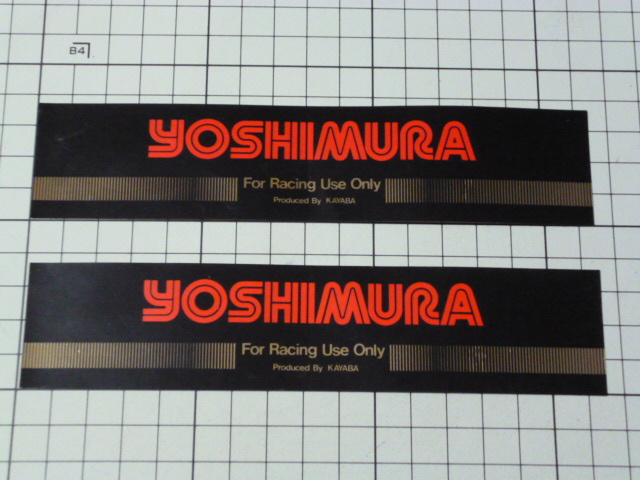 B4
YOSHIMURA
For Racing Use Only
Produced By KAYABA
YOSHIMURA
For Racing Use Only
Produced By KAYABA